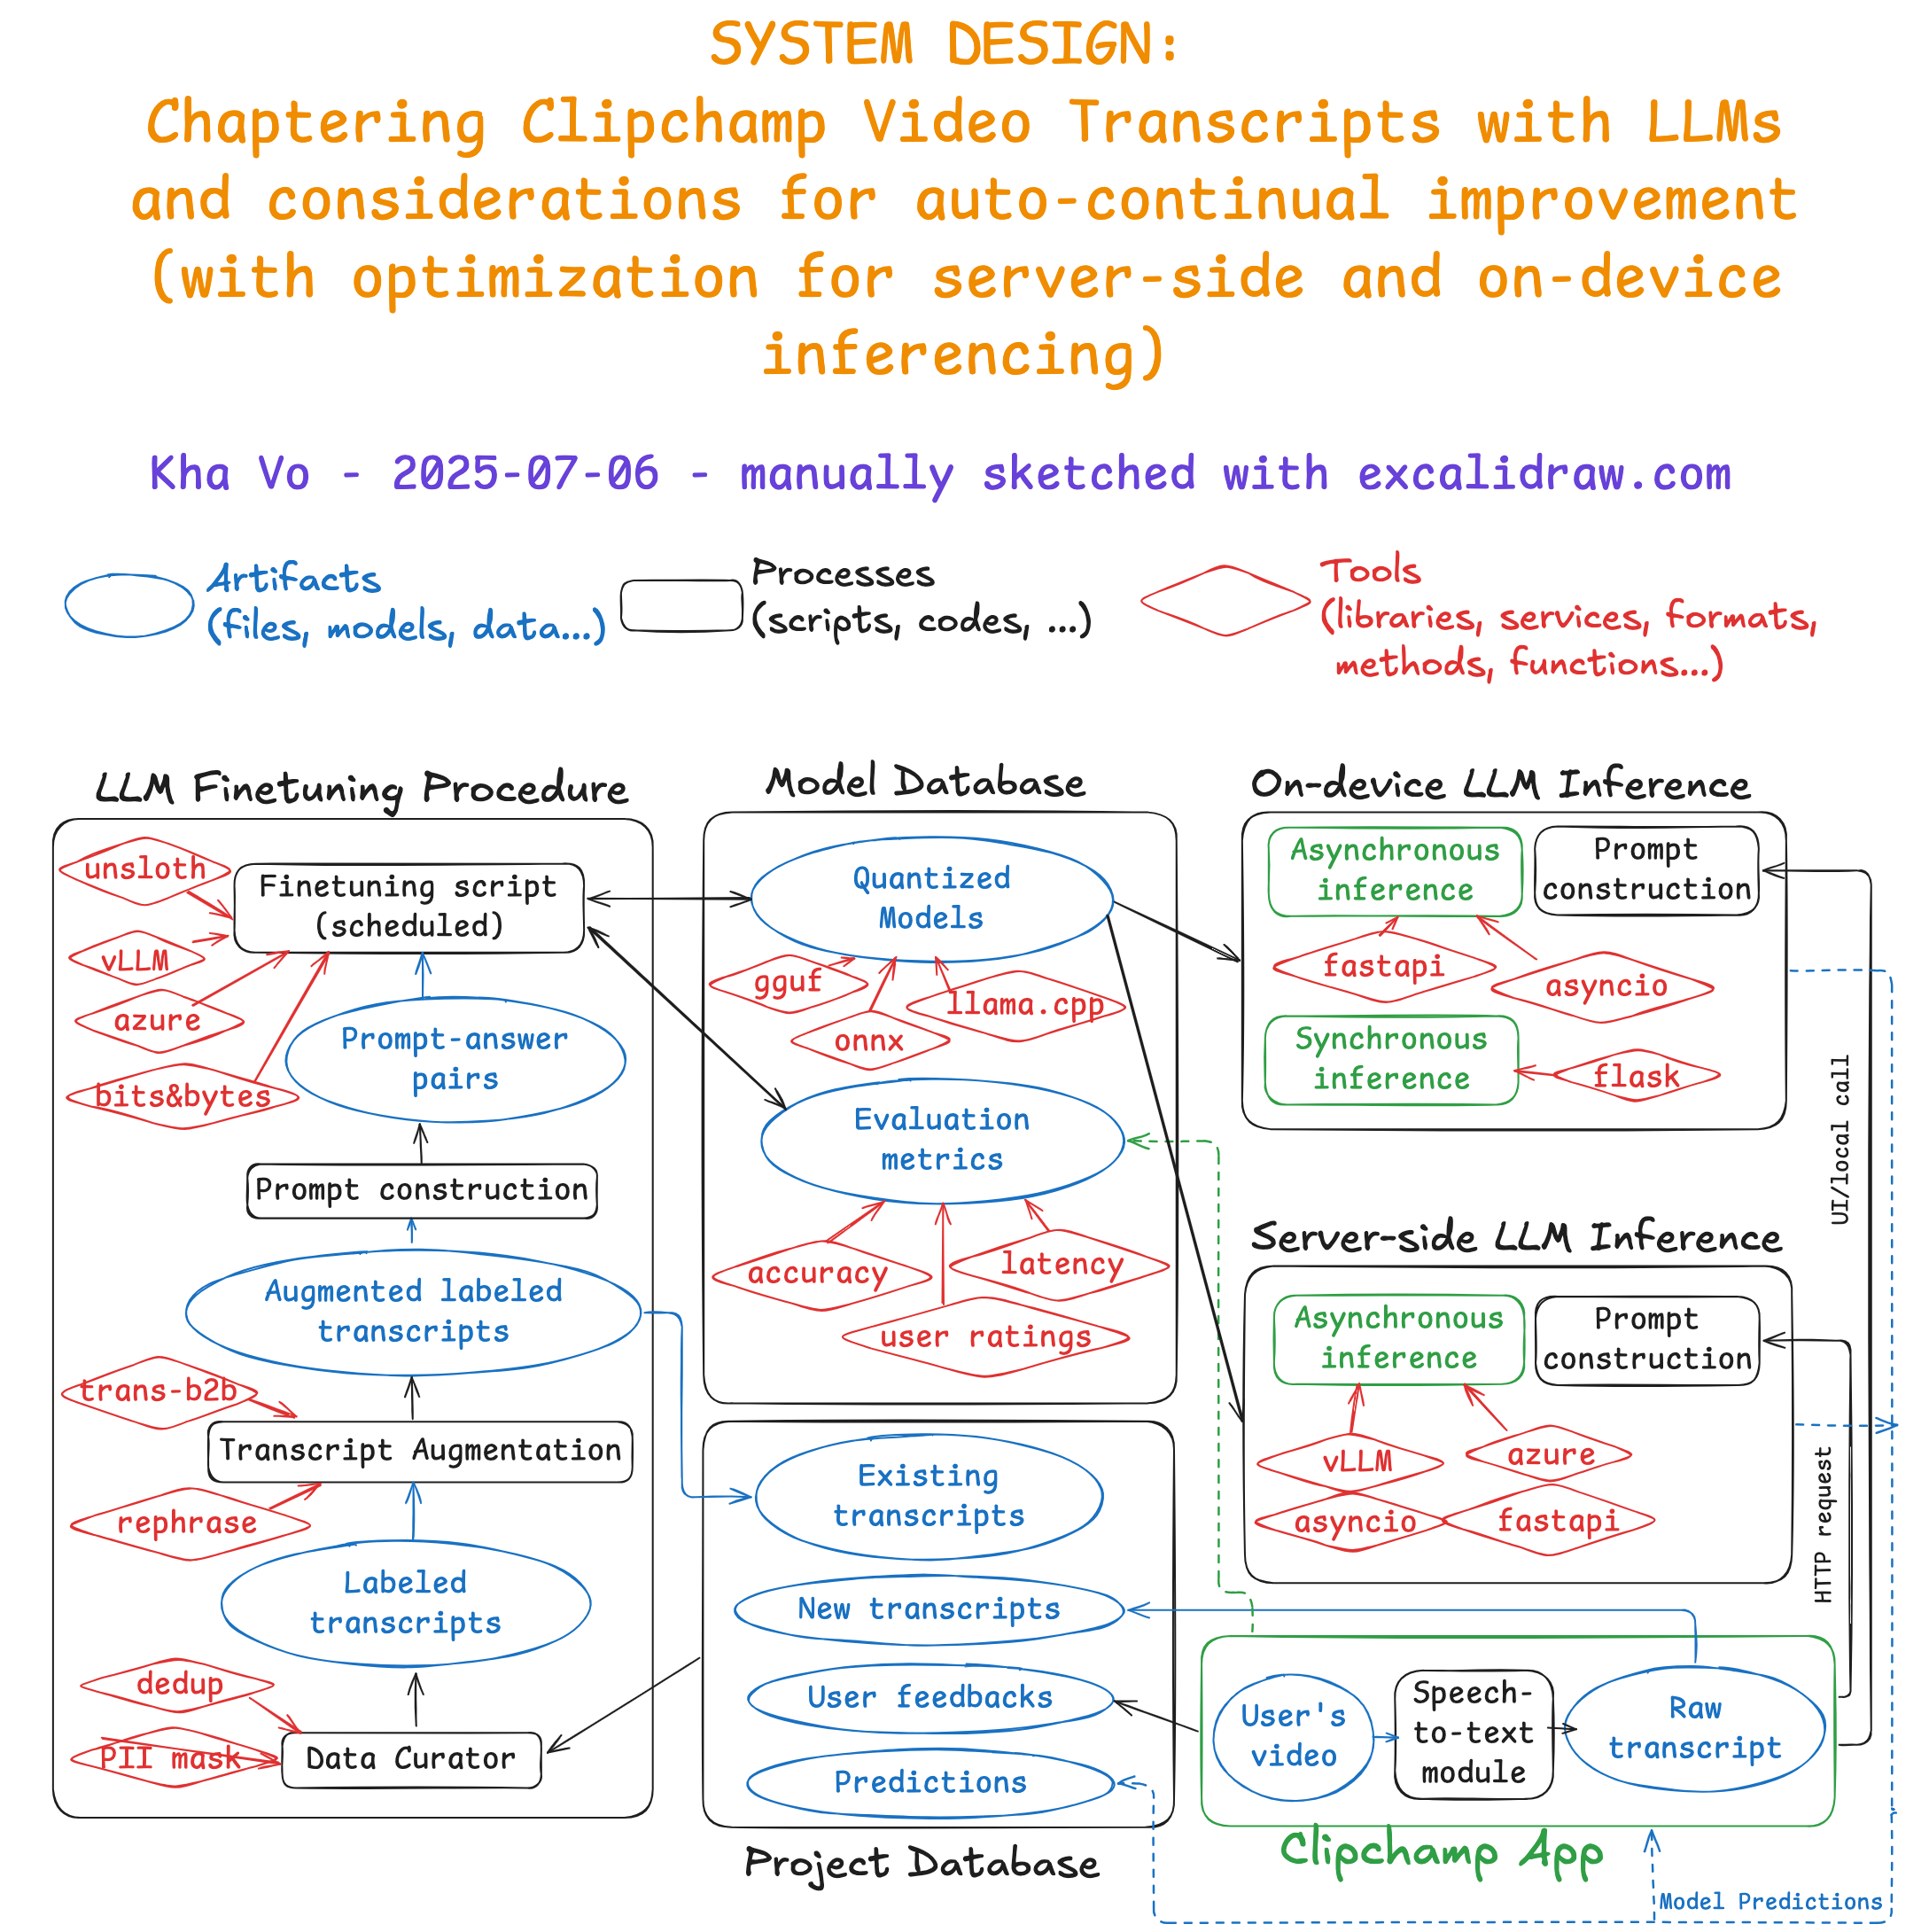 SYSTEM DESIGN:
Chaptering Clipchamp Video Transcripts with LLMs
and considerations for auto-continual improvement
(with optimization for server-side and on-device
inferencing)
Kha Vo - 2025-07-06 - manually sketched with excalidraw.com
Artifacts
(files, models, data...)
Processes
(scripts, codes, ...)
Tools
(libraries, services, formats,
methods, functions...)
LLM Finetuning Procedure
unsloth
Finetuning script
(scheduled)
vLLM
azure
Prompt-answer
pairs
bits&bytes
Prompt construction
Augmented labeled
transcripts
trans-b2b
Transcript Augmentation
rephrase
Labeled
transcripts
dedup
PII mask
Data Curator
Model Database
Quantized
Models
gguf
llama.cpp
onnx
Evaluation
metrics
accuracy
latency
user ratings
Existing
transcripts
New transcripts
User feedbacks
Predictions
Project Database
On-device LLM Inference
Asynchronous
inference
Prompt
construction
fastapi
asyncio
Synchronous
inference
flask
UI/local call
Server-side LLM Inference
Asynchronous
inference
Prompt
construction
vLLM
azure
asyncio
fastapi
HTTP request
User's
video
Speech-
to-text
module
Raw
transcript
Clipchamp App
Model Predictions